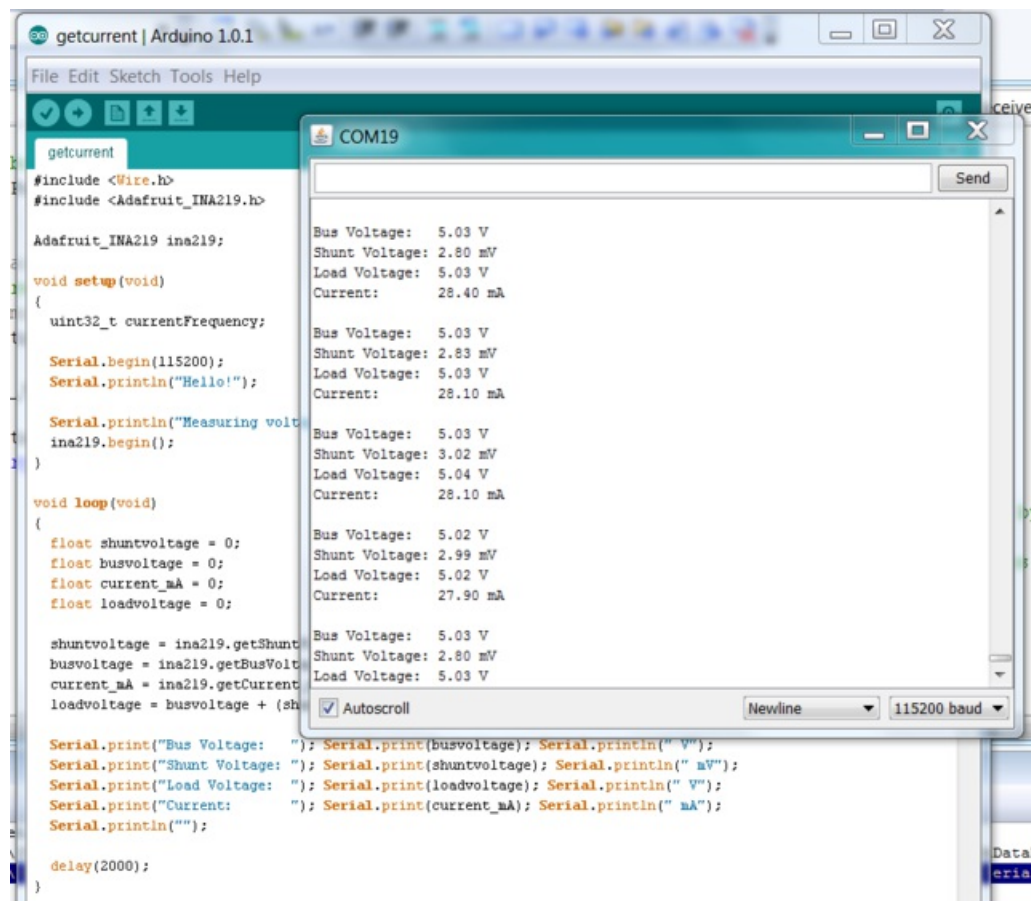 getcurrent | Arduino 1.0.1
File Edit Sketch Tools Help
getcurrent
#include <Wire.h>
#include <Adafruit_INA219.h>
Adafruit_INA219 ina219;
void setup(void)
{
uint32_t currentFrequency;
Serial.begin(115200);
Serial.println("Hello!");
Serial.println("Measuring volt
ina219.begin();
}
void loop(void)
{
float shuntvoltage = 0;
float busvoltage = 0;
float current_mA = 0;
float loadvoltage = 0;
shuntvoltage = ina219.getShunt
busvoltage = ina219.getBusVolt
current_mA = ina219.getCurrent
loadvoltage = busvoltage + (sh
Serial.print("Bus Voltage:   "); Serial.print(busvoltage); Serial.println(" V");
Serial.print("Shunt Voltage: "); Serial.print(shuntvoltage); Serial.println(" mV");
Serial.print("Load Voltage:  "); Serial.print(loadvoltage); Serial.println(" V");
Serial.print("Current:       "); Serial.print(current_mA); Serial.println(" mA");
Serial.println("");
delay(2000);
}
COM19
Send
Bus Voltage:   5.03 V
Shunt Voltage: 2.80 mV
Load Voltage:  5.03 V
Current:       28.40 mA
Bus Voltage:   5.03 V
Shunt Voltage: 2.83 mV
Load Voltage:  5.03 V
Current:       28.10 mA
Bus Voltage:   5.03 V
Shunt Voltage: 3.02 mV
Load Voltage:  5.04 V
Current:       28.10 mA
Bus Voltage:   5.02 V
Shunt Voltage: 2.99 mV
Load Voltage:  5.02 V
Current:       27.90 mA
Bus Voltage:   5.03 V
Shunt Voltage: 2.80 mV
Load Voltage:  5.03 V
Autoscroll
Newline
115200 baud
ceive
Data
eria